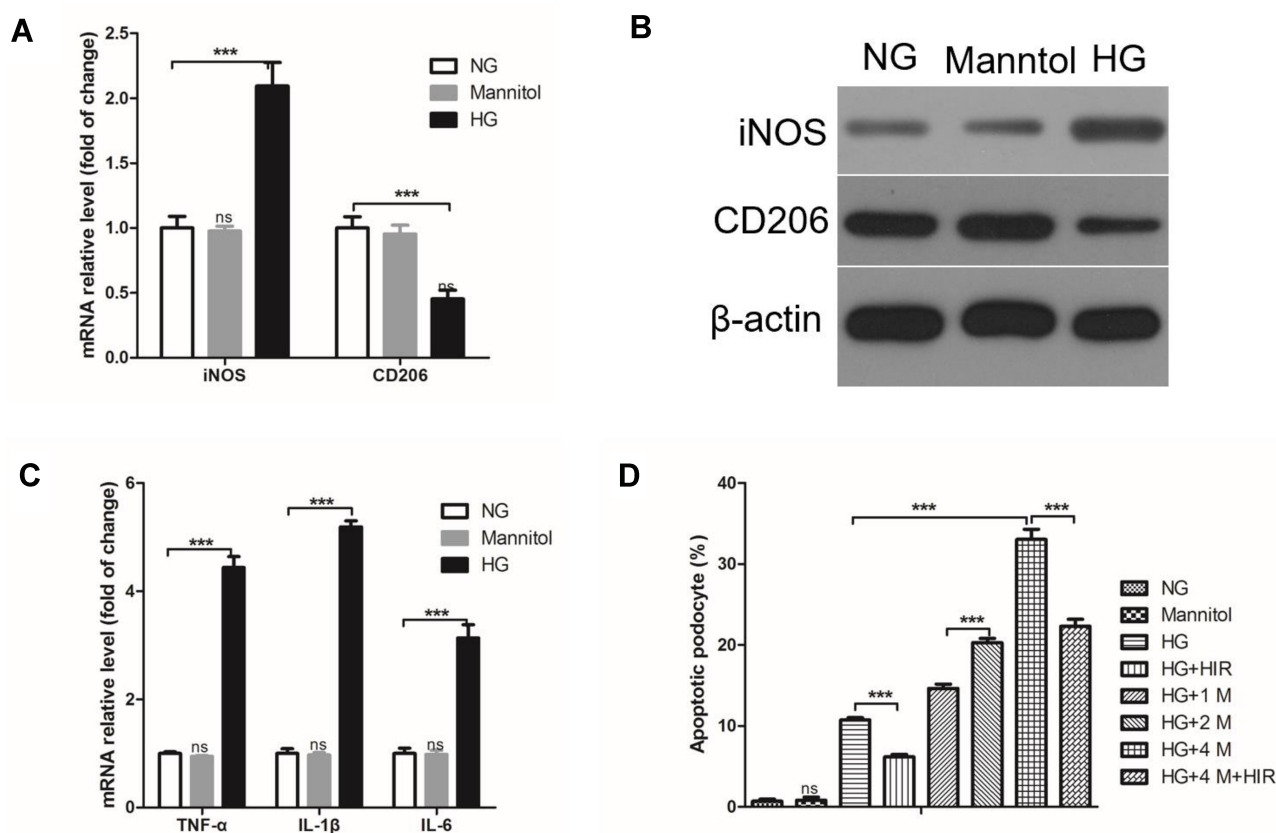 A
mRNA relative level (fold of change)
2.5
2.0
1.5
1.0
0.5
0.0
***
ns
***
ns
iNOS
CD206
NG
Mannitol
HG
B
NG Manntol HG
iNOS
CD206
β-actin
C
mRNA relative level (fold of change)
6
4
2
0
***
ns
***
ns
***
ns
TNF-α
IL-1β
IL-6
NG
Mannitol
HG
D
Apoptotic podocyte (%)
40
30
20
10
0
ns
***
***
***
***
NG
Mannitol
HG
HG+HIR
HG+1 M
HG+2 M
HG+4 M
HG+4 M+HIR